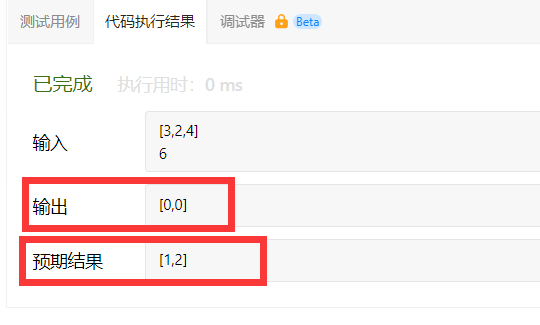 测试用例 代码执行结果 调试器 Beta
已完成 执行用时：0 ms
输入 [3,2,4]
6
输出 [0,0]
预期结果 [1,2]